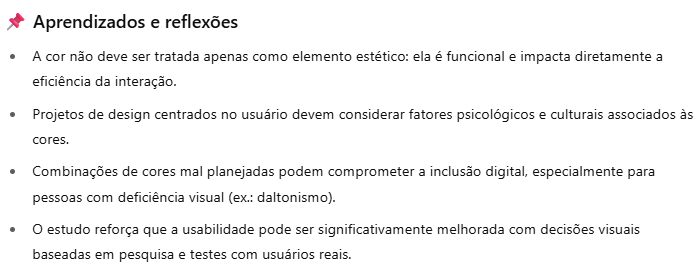 📌 Aprendizados e reflexões
• A cor não deve ser tratada apenas como elemento estético: ela é funcional e impacta diretamente a
eficiência da interação.
• Projetos de design centrados no usuário devem considerar fatores psicológicos e culturais associados às
cores.
• Combinações de cores mal planejadas podem comprometer a inclusão digital, especialmente para
pessoas com deficiência visual (ex.: daltonismo).
• O estudo reforça que a usabilidade pode ser significativamente melhorada com decisões visuais
baseadas em pesquisa e testes com usuários reais.